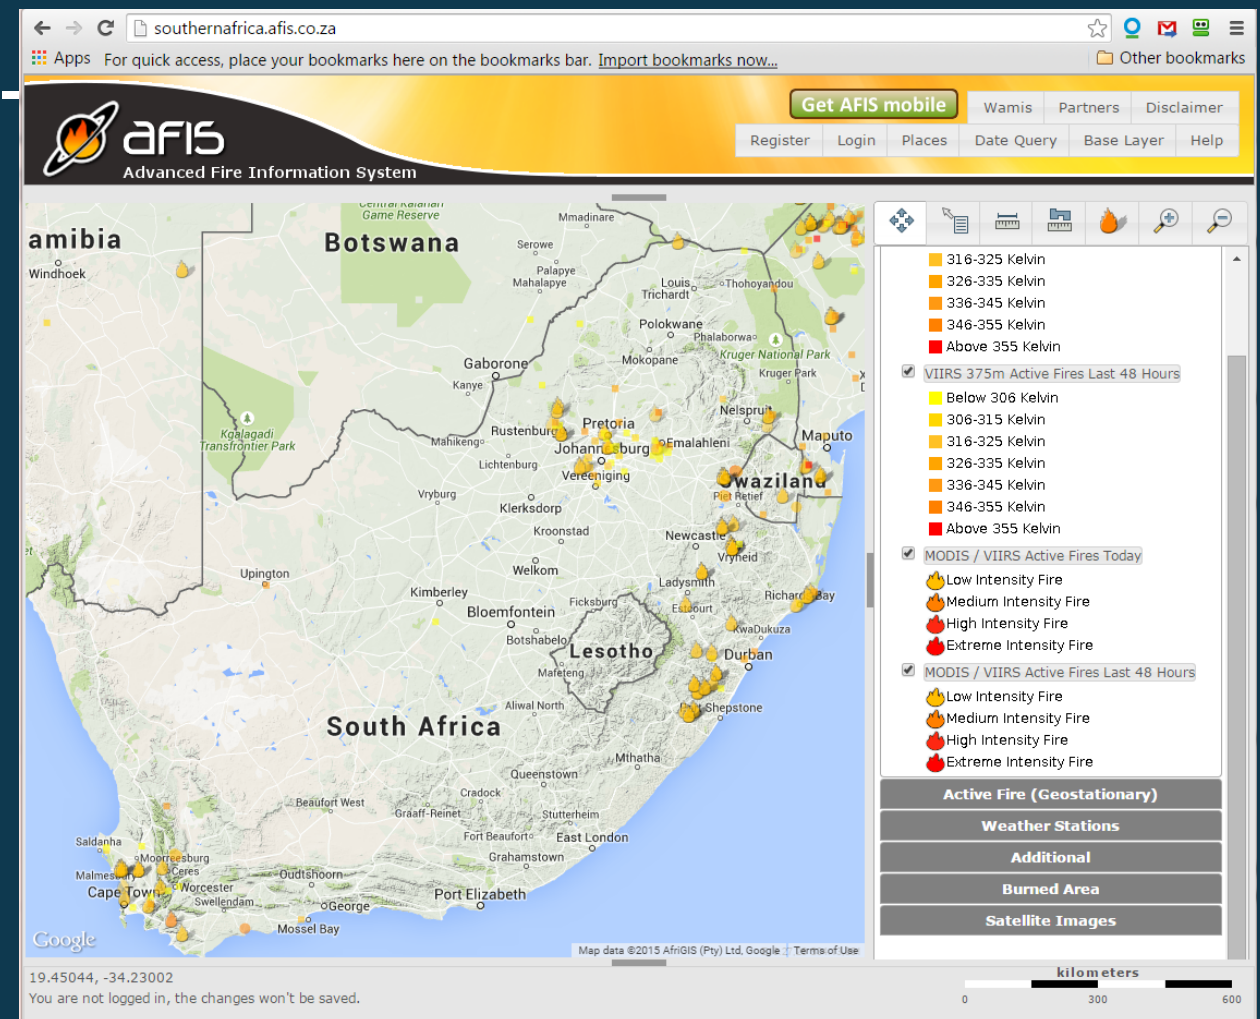 southernafrica.afis.co.za
Apps For quick access, place your bookmarks here on the bookmarks bar. Import bookmarks now...
Other bookmarks
Get AFIS mobile
Wamis Partners Disclaimer
Register Login Places Date Query Base Layer Help
AFIS
Advanced Fire Information System
Central Kalahari
Game Reserve
Mmadinare
amibia
Botswana
Serowe
Windhoek
Palapye
Mahalapye
Louis
Trichardt
Thohoyandou
Polokwane
Phalaborwa
Gaborone
Mokopane
Kruger National Park
Kanye
Kruger Park
Nelspruit
Kgalagadi
Transfrontier Park
Rustenburg
Pretoria
Maputo
Mahikeng
Johannesburg
Emalahleni
Lichtenburg
Vereeniging
Swaziland
Vryburg
Piet Retief
Klerksdorp
Kroonstad
Newcastle
Vryheid
Upington
Welkom
Ladysmith
Kimberley
Richards Bay
Bloemfontein
Ficksburg
Estcourt
KwaDukuza
Botshabelo
Lesotho
Durban
Mafeteng
Aliwal North
Port Shepstone
South Africa
Mthatha
Queenstown
Cradock
Beaufort West
Graaff-Reinet
Stutterheim
Fort Beaufort
East London
Saldanha
Grahamstown
Moorreesburg
Malmesbury
Ceres
Oudtshoorn
Cape Town
Worcester
Port Elizabeth
Swellendam
George
Mossel Bay
Google
Map data ©2015 AfriGIS (Pty) Ltd, Google
Terms of Use
316-325 Kelvin
326-335 Kelvin
336-345 Kelvin
346-355 Kelvin
Above 355 Kelvin
VIIRS 375m Active Fires Last 48 Hours
Below 306 Kelvin
306-315 Kelvin
316-325 Kelvin
326-335 Kelvin
336-345 Kelvin
346-355 Kelvin
Above 355 Kelvin
MODIS / VIIRS Active Fires Today
Low Intensity Fire
Medium Intensity Fire
High Intensity Fire
Extreme Intensity Fire
MODIS / VIIRS Active Fires Last 48 Hours
Low Intensity Fire
Medium Intensity Fire
High Intensity Fire
Extreme Intensity Fire
Active Fire (Geostationary)
Weather Stations
Additional
Burned Area
Satellite Images
19.45044, -34.23002
You are not logged in, the changes won't be saved.
kilometers
0 300 600